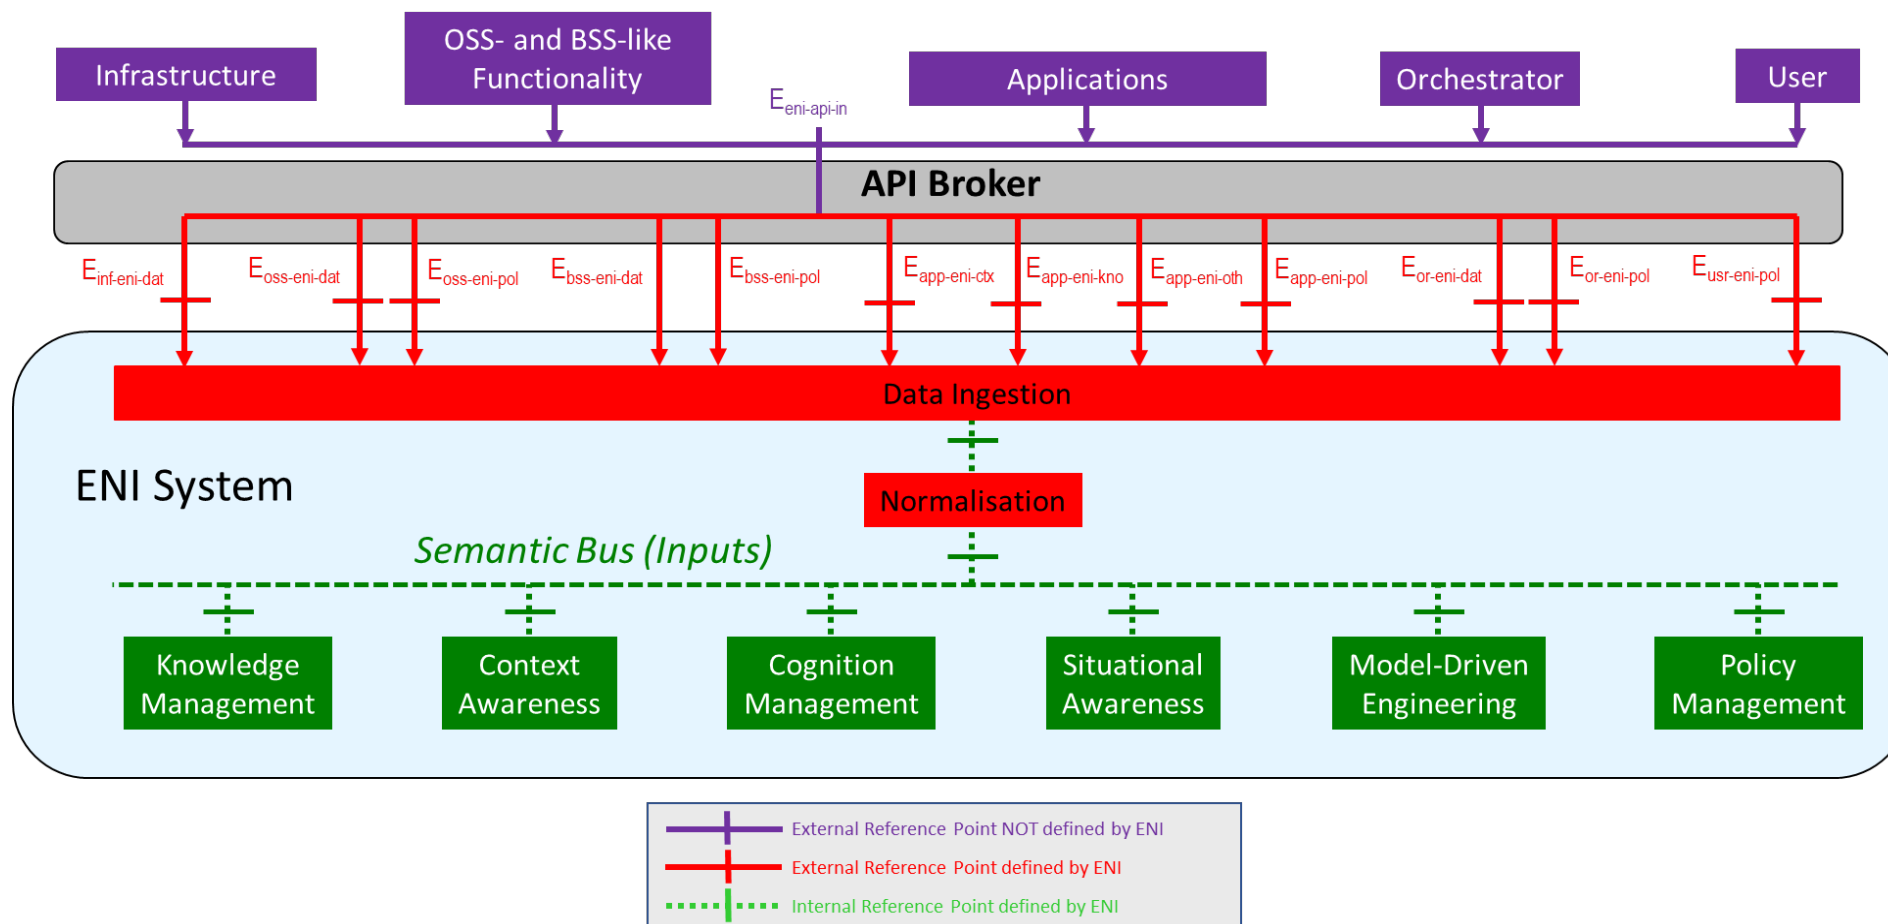 Infrastructure
OSS- and BSS-like
Functionality
Applications
Orchestrator
User
Eeni-api-in
API Broker
Einf-eni-dat
Eoss-eni-dat
Eoss-eni-pol
Ebss-eni-dat
Ebss-eni-pol
Eapp-eni-ctx
Eapp-eni-kno
Eapp-eni-oth
Eapp-eni-pol
Eor-eni-dat
Eor-eni-pol
Eusr-eni-pol
Data Ingestion
ENI System
Normalisation
Semantic Bus (Inputs)
Knowledge
Management
Context
Awareness
Cognition
Management
Situational
Awareness
Model-Driven
Engineering
Policy
Management
External Reference Point NOT defined by ENI
External Reference Point defined by ENI
Internal Reference Point defined by ENI